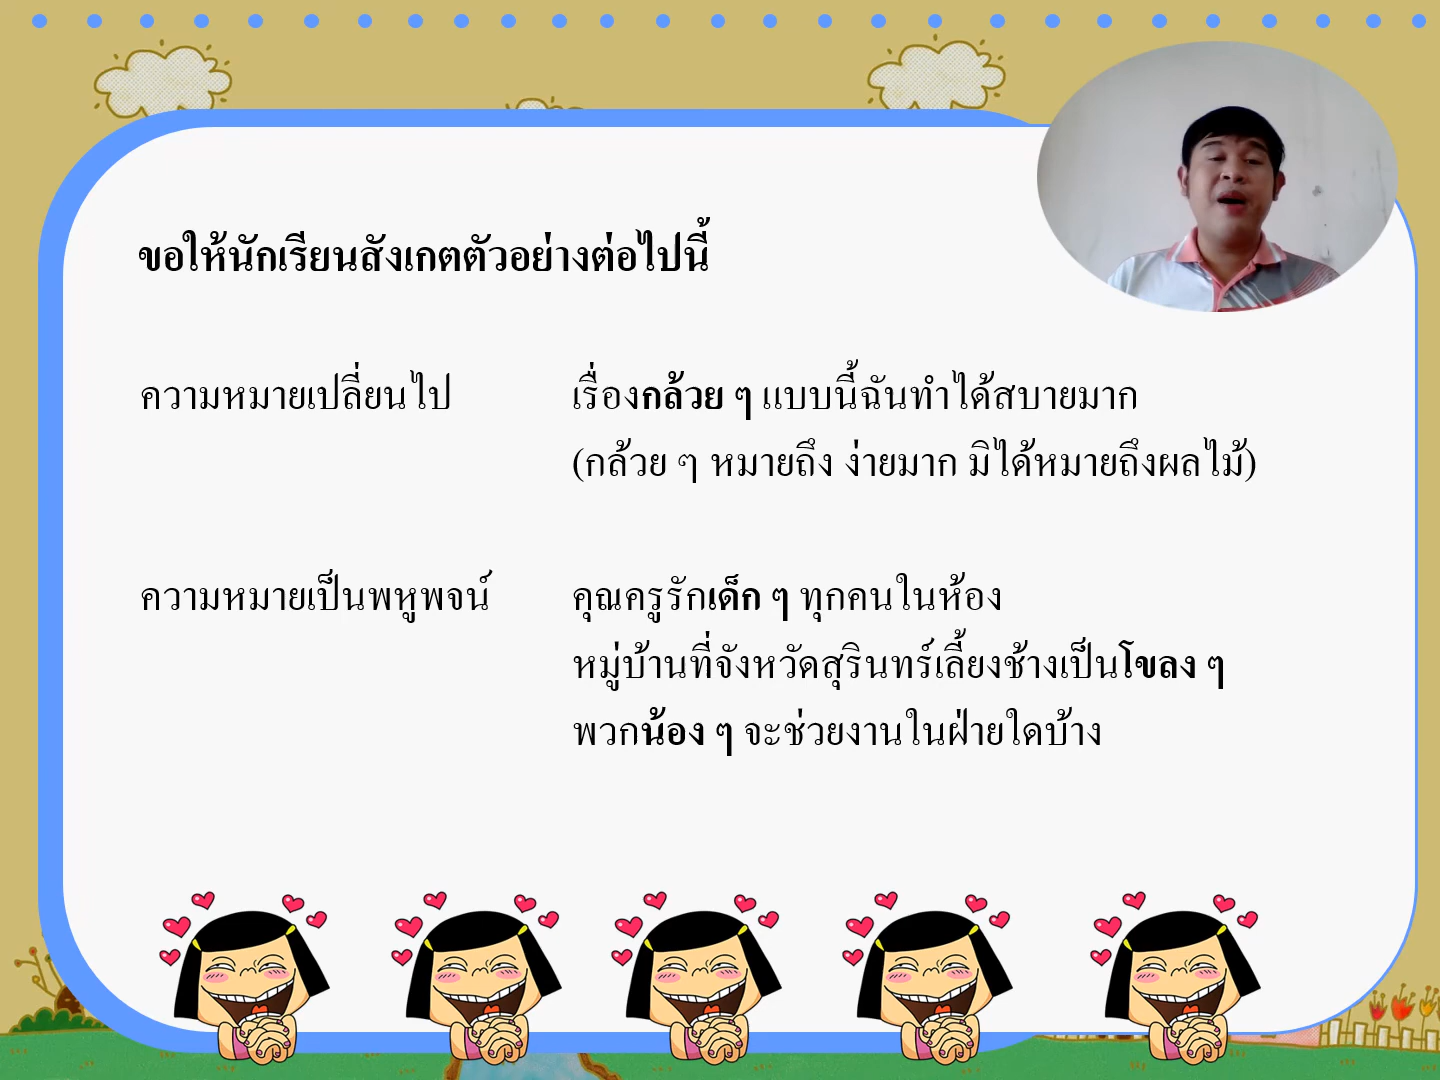 ขอให้นักเรียนสังเกตตัวอย่างต่อไปนี้
ความหมายเปลี่ยนไป เรื่องกล้วย ๆ แบบนี้ฉันทำได้สบายมาก
(กล้วย ๆ หมายถึง ง่ายมาก มิได้หมายถึงผลไม้)
ความหมายเป็นพหูพจน์ คุณครูรักเด็ก ๆ ทุกคนในห้อง
หมู่บ้านที่จังหวัดสุรินทร์เลี้ยงช้างเป็นโขลง ๆ
พวกน้อง ๆ จะช่วยงานในฝ่ายใดบ้าง